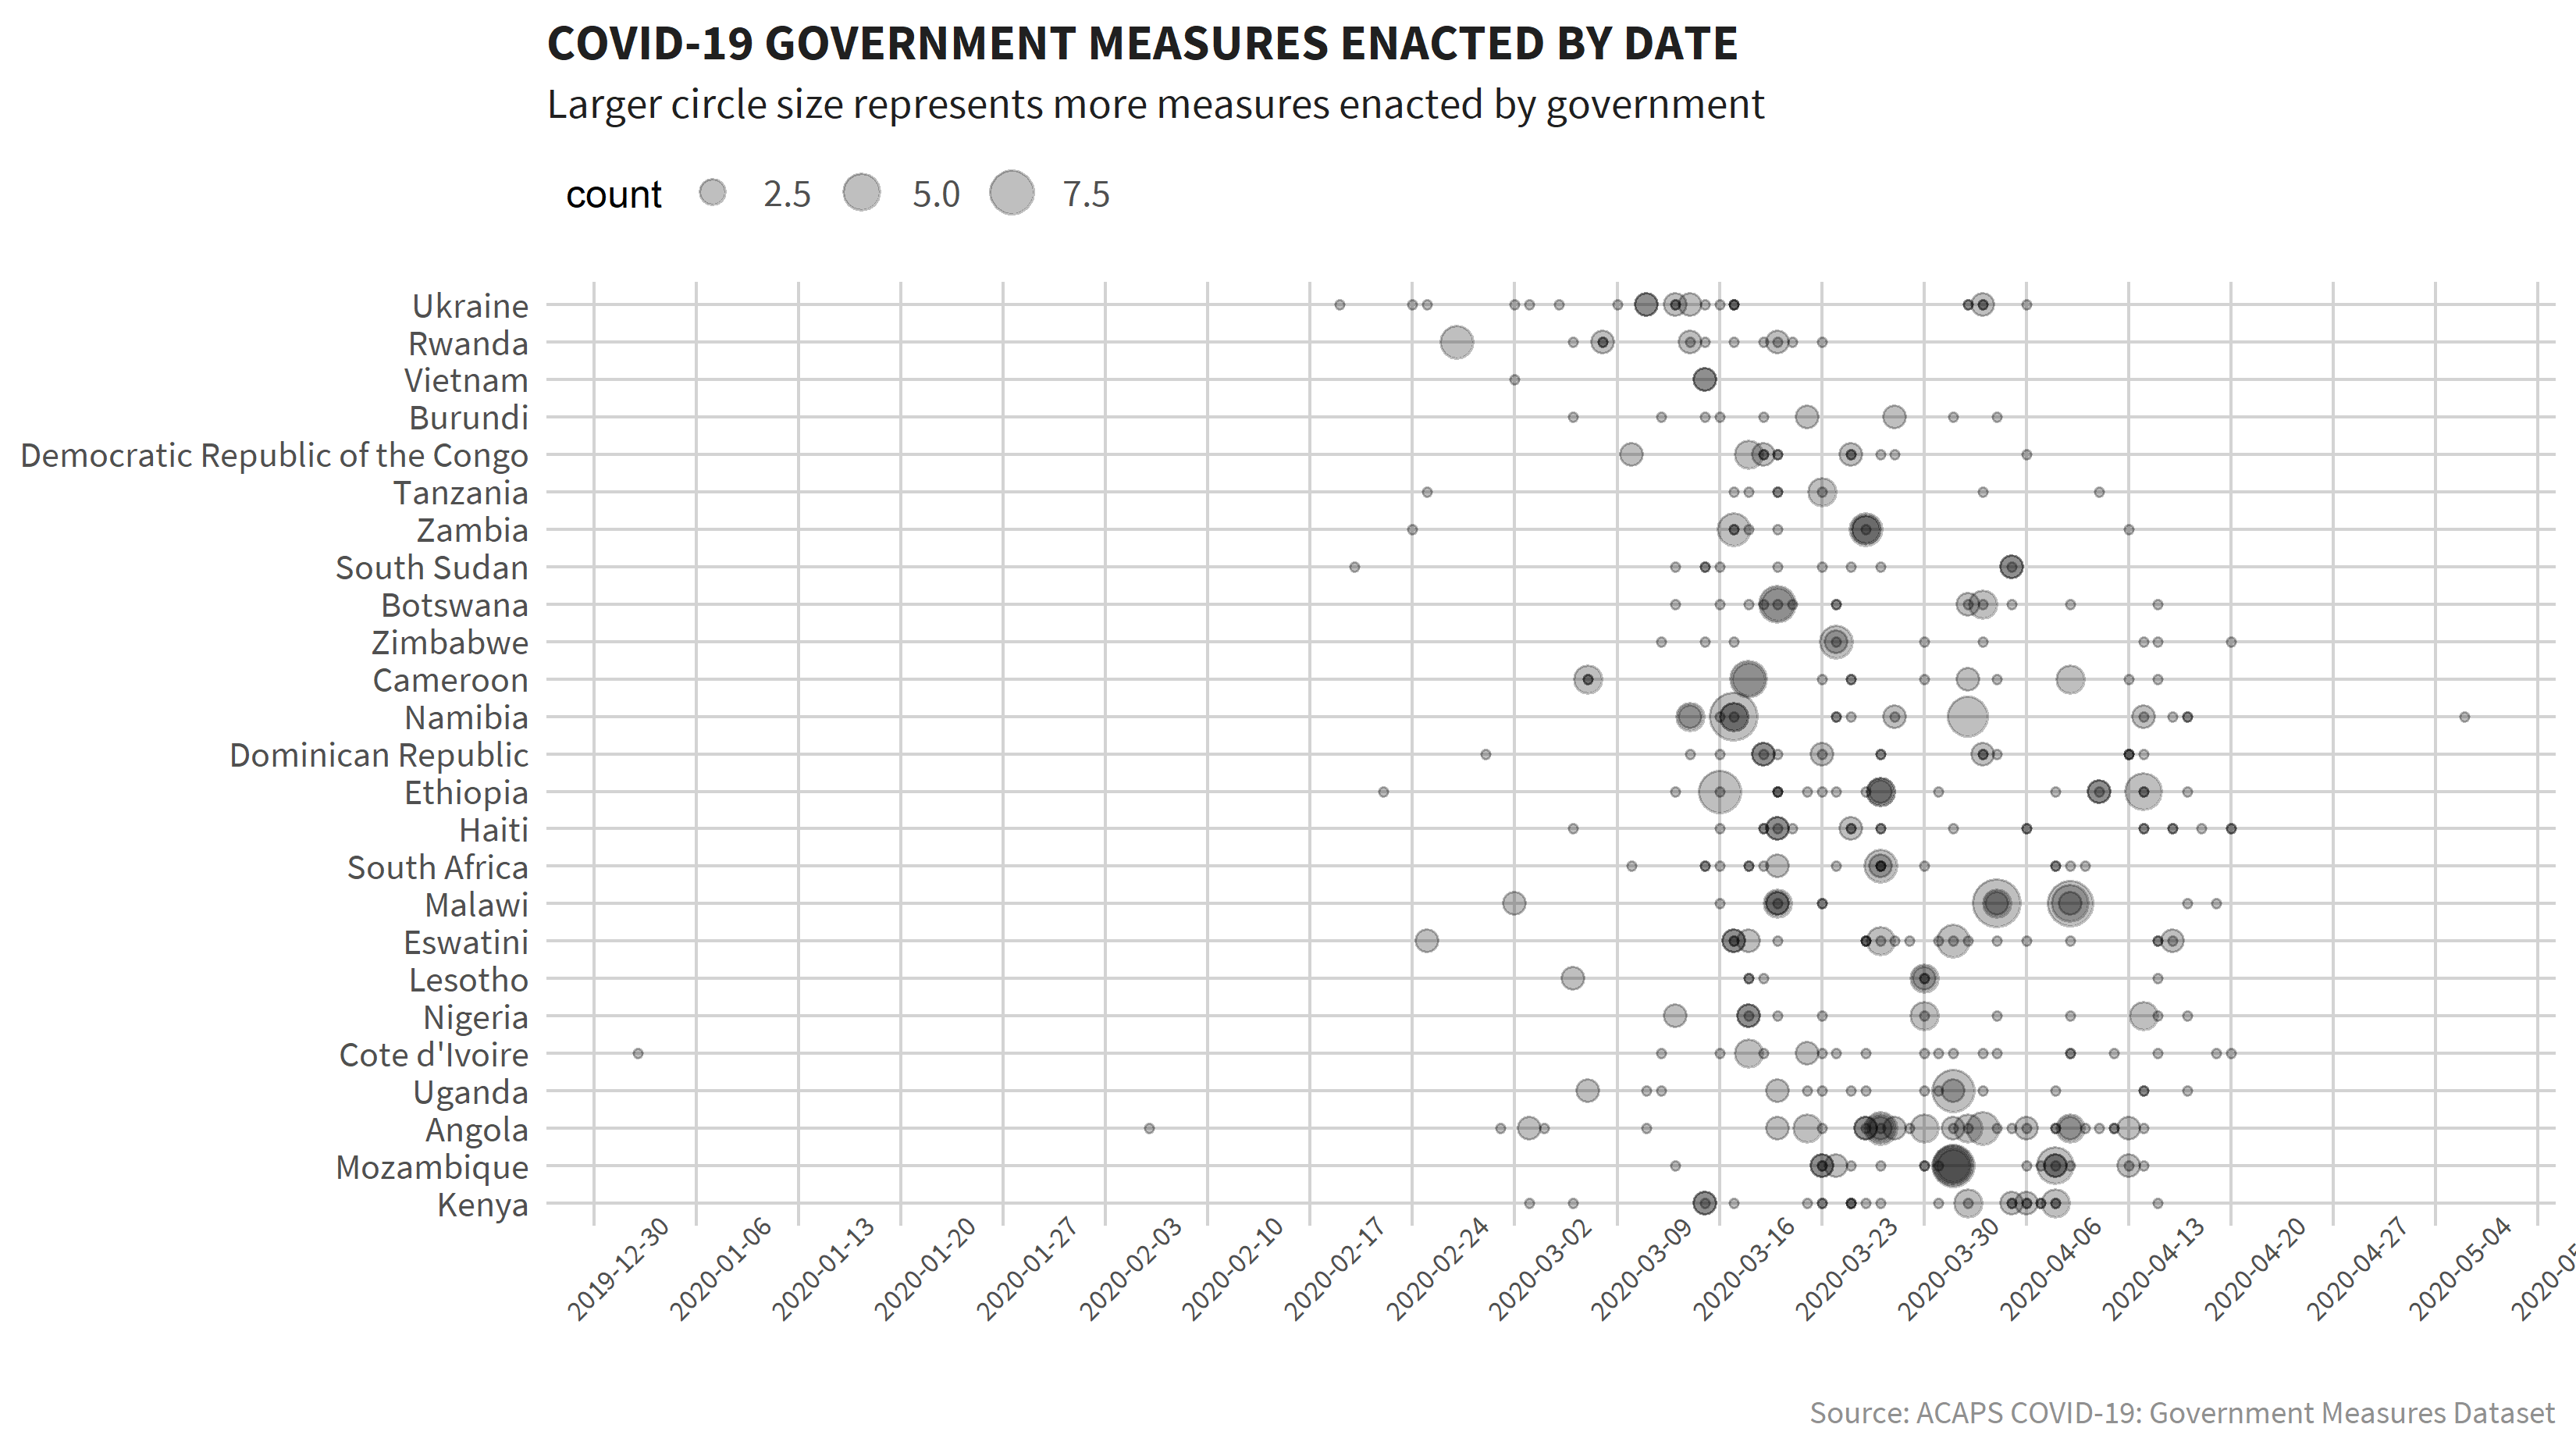 COVID-19 GOVERNMENT MEASURES ENACTED BY DATE
Larger circle size represents more measures enacted by government
count 2.5 5.0 7.5
Ukraine
Rwanda
Vietnam
Burundi
Democratic Republic of the Congo
Tanzania
Zambia
South Sudan
Botswana
Zimbabwe
Cameroon
Namibia
Dominican Republic
Ethiopia
Haiti
South Africa
Malawi
Eswatini
Lesotho
Nigeria
Cote d'Ivoire
Uganda
Angola
Mozambique
Kenya
2019-12-30
2020-01-06
2020-01-13
2020-01-20
2020-01-27
2020-02-03
2020-02-10
2020-02-17
2020-02-24
2020-03-02
2020-03-09
2020-03-16
2020-03-23
2020-03-30
2020-04-06
2020-04-13
2020-04-20
2020-04-27
2020-05-04
Source: ACAPS COVID-19: Government Measures Dataset